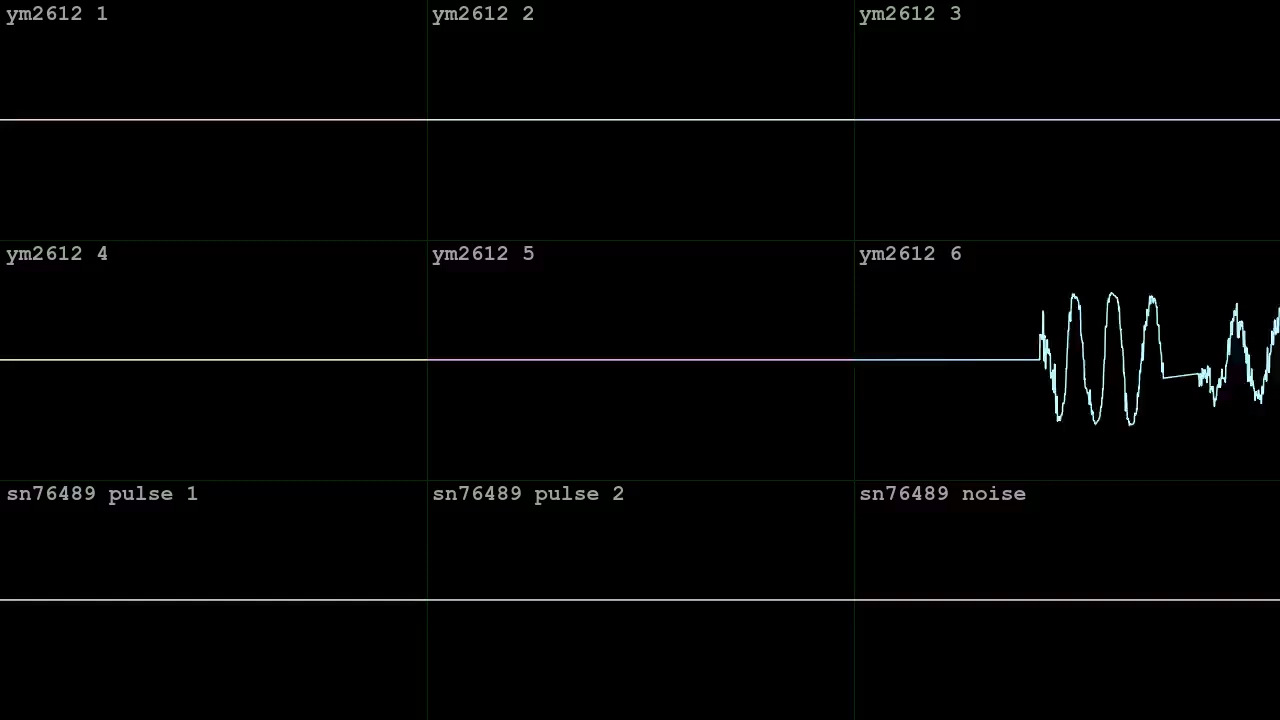 ym2612 1
ym2612 2
ym2612 3
ym2612 4
ym2612 5
ym2612 6
sn76489 pulse 1
sn76489 pulse 2
sn76489 noise